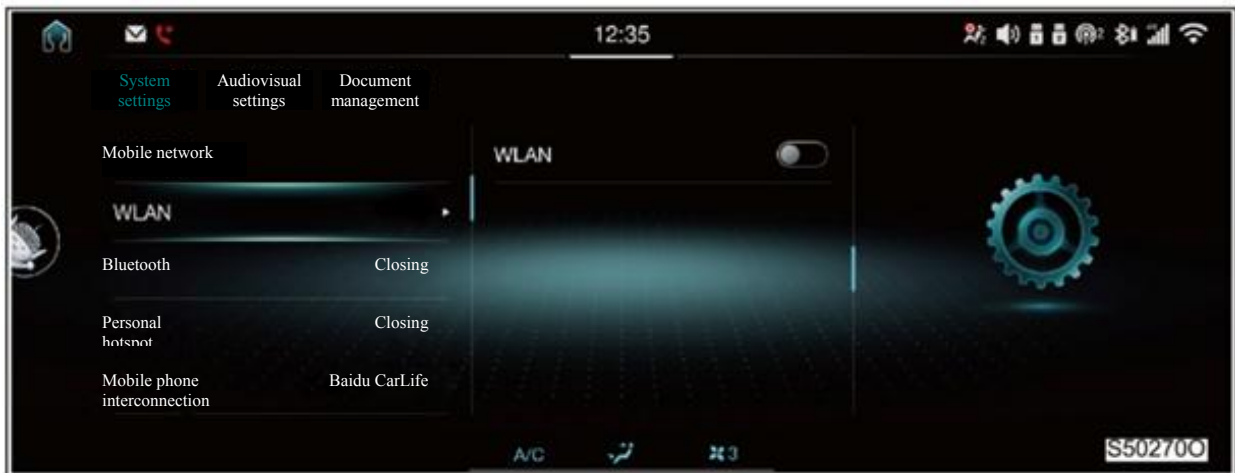 12:35
System
settings
Audiovisual
settings
Document
management
Mobile network
WLAN
WLAN
Bluetooth
Closing
Personal
hotspot
Closing
Mobile phone
interconnection
Baidu CarLife
A/C
3
S50270O